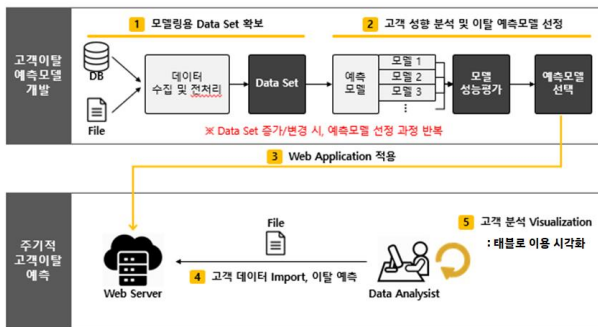 1 모델링용 Data Set 확보
2 고객 성향 분석 및 이탈 예측모델 선정
고객이탈
예측모델
개발
DB
File
데이터
수집 및 전처리
Data Set
예측
모델
모델 1
모델 2
모델 3
⋮
모델
성능평가
예측모델
선택
※ Data Set 증가/변경 시, 예측모델 선정 과정 반복
3 Web Application 적용
주기적
고객이탈
예측
Web Server
File
4 고객 데이터 Import, 이탈 예측
Data Analysist
5 고객 분석 Visualization
: 태블로 이용 시각화